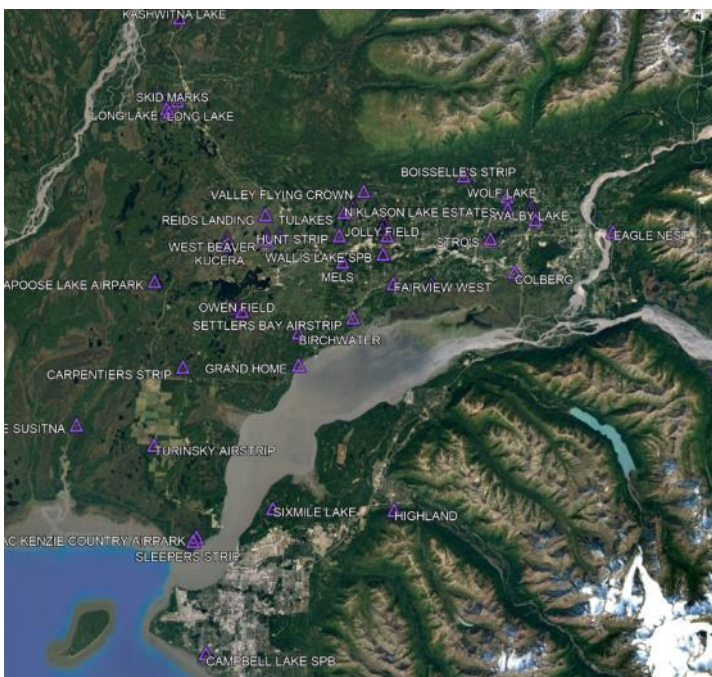 KASHWITNA LAKE
SKID MARKS
LONG LAKE
LONG LAKE
BOISSELLE'S STRIP
VALLEY FLYING CROWN
WOLF LAKE
REIDS LANDING
TULAKES
NIKLASON LAKE ESTATES
WALBY LAKE
WEST BEAVER
HUNT STRIP
JOLLY FIELD
STRO'S
EAGLE NEST
KUCERA
WALLIS LAKE SPB
MELS
COLBERG
APOOSE LAKE AIRPARK
FAIRVIEW WEST
OWEN FIELD
SETTLERS BAY AIRSTRIP
BIRCHWATER
CARPENTIERS STRIP
GRAND HOME
E SUSITNA
TURINSKY AIRSTRIP
SIXMILE LAKE
HIGHLAND
AC KENZIE COUNTRY AIRPARK
SLEEPERS STRIP
CAMPBELL LAKE SPB
N